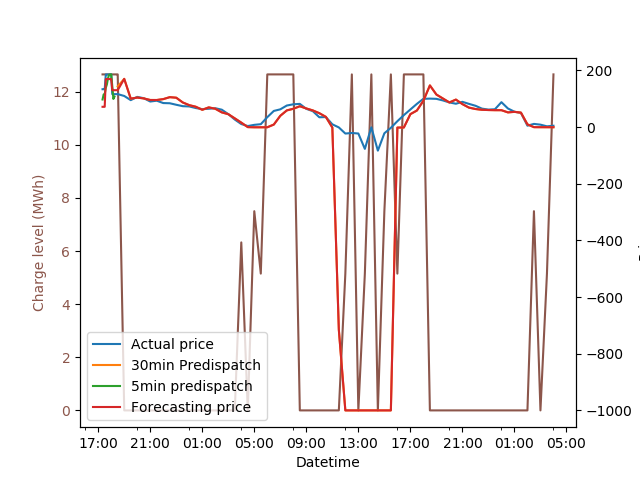 12
10
8
6
4
2
0
Charge level (MWh)
200
0
−200
−400
−600
−800
−1000
Actual price
30min Predispatch
5min predispatch
Forecasting price
17:00 21:00 01:00 05:00 09:00 13:00 17:00 21:00 01:00 05:00
Datetime